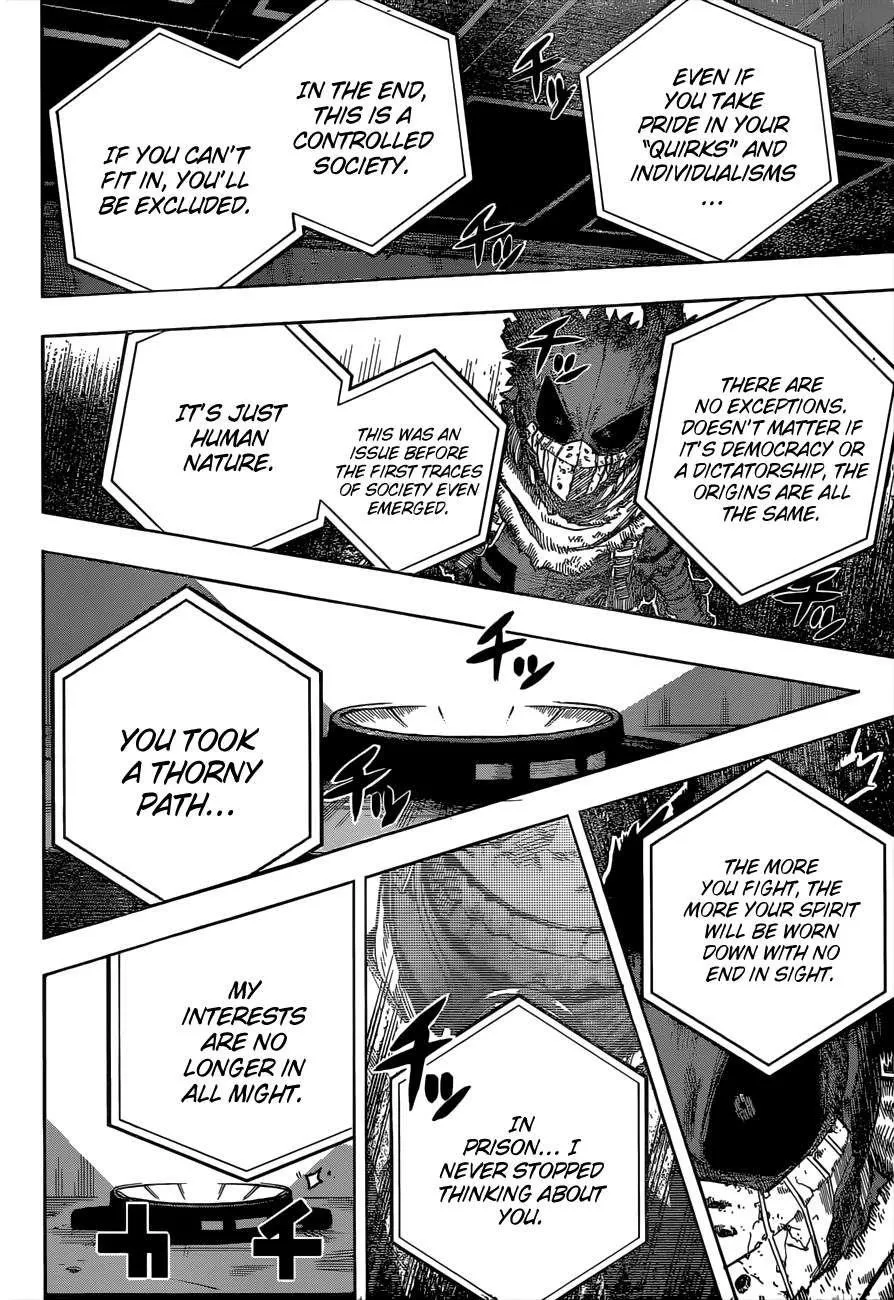 EVEN IF
YOU TAKE
PRIDE IN YOUR
"QUIRKS" AND
INDIVIDUALISMS
...
チッ
IN THE END,
THIS IS A
CONTROLLED
SOCIETY.
IF YOU CAN'T
FIT IN, YOU'LL
BE EXCLUDED.
チッ
THERE ARE
NO EXCEPTIONS.
DOESN'T MATTER IF
IT'S DEMOCRACY OR
A DICTATORSHIP, THE
ORIGINS ARE ALL
THE SAME.
チッ
THIS WAS AN
ISSUE BEFORE
THE FIRST TRACES
OF SOCIETY EVEN
EMERGED.
IT'S JUST
HUMAN
NATURE.
チッ
チッ
YOU TOOK
A THORNY
PATH...
チッ
THE MORE
YOU FIGHT, THE
MORE YOUR SPIRIT
WILL BE WORN
DOWN WITH NO
END IN SIGHT.
チッ
IN
PRISON... I
NEVER STOPPED
THINKING ABOUT
YOU.
MY
INTERESTS
ARE NO
LONGER IN
ALL MIGHT.
チカ